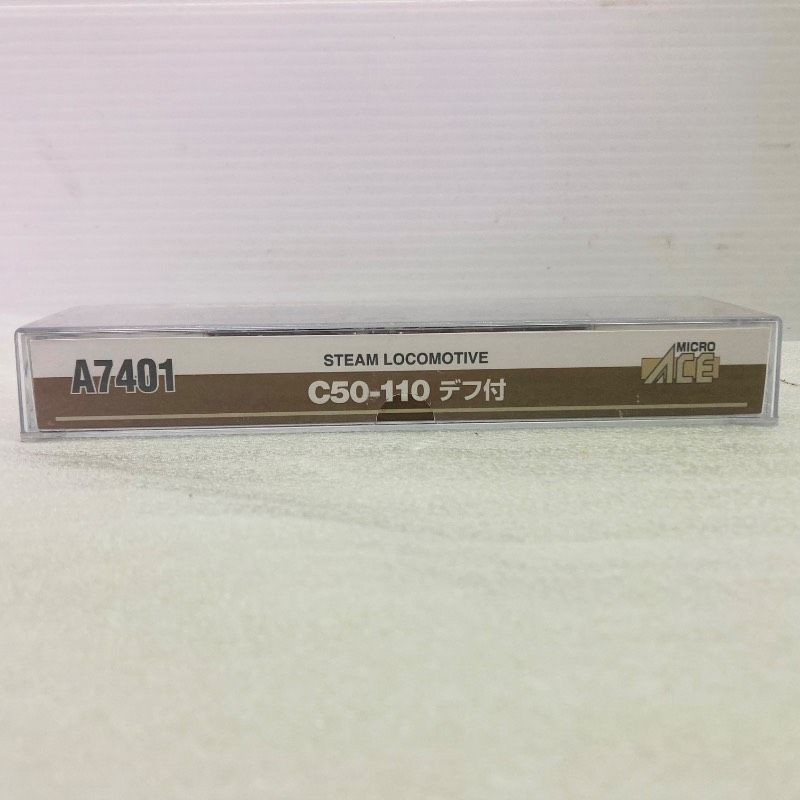 A7401
STEAM LOCOMOTIVE
C50-110 デフ付
MICRO
ACE